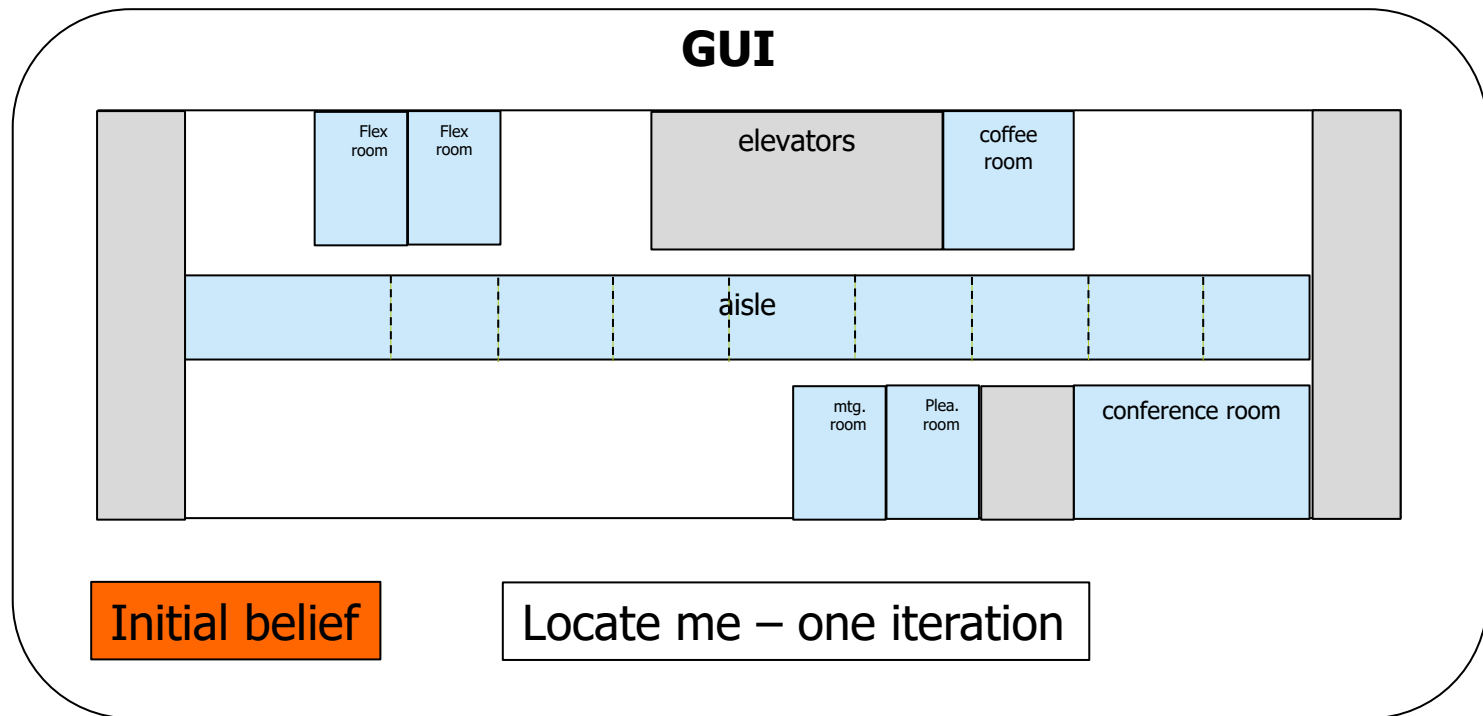 GUI
Flex
room
Flex
room
elevators
coffee
room
aisle
mtg.
room
Plea.
room
conference room
Initial belief
Locate me – one iteration